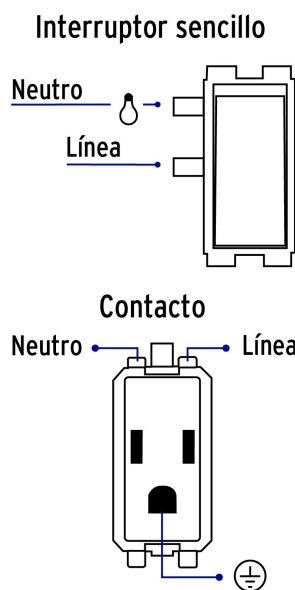 Interruptor sencillo
Neutro
Línea
Contacto
Neutro Línea